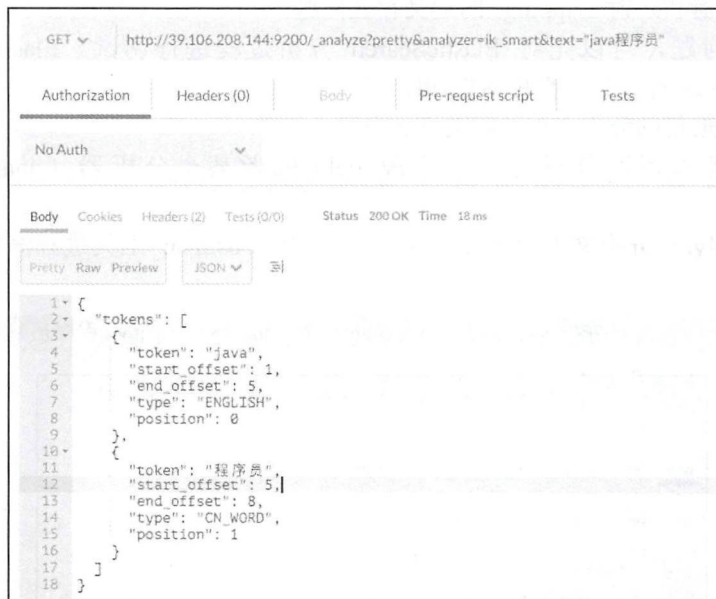 GET http://39.106.208.144:9200/_analyze?pretty&analyzer=ik_smart&text="java程序员"
Authorization Headers (0) Body Pre-request script Tests
No Auth
Body Cookies Headers (2) Tests (0/0) Status 200 OK Time 18 ms
Pretty Raw Preview JSON
1 {
2 "tokens": [
3 {
4 "token": "java",
5 "start_offset": 1,
6 "end_offset": 5,
7 "type": "ENGLISH",
8 "position": 0
9 },
10 {
11 "token": "程序员",
12 "start_offset": 5,
13 "end_offset": 8,
14 "type": "CN_WORD",
15 "position": 1
16 }
17 ]
18 }